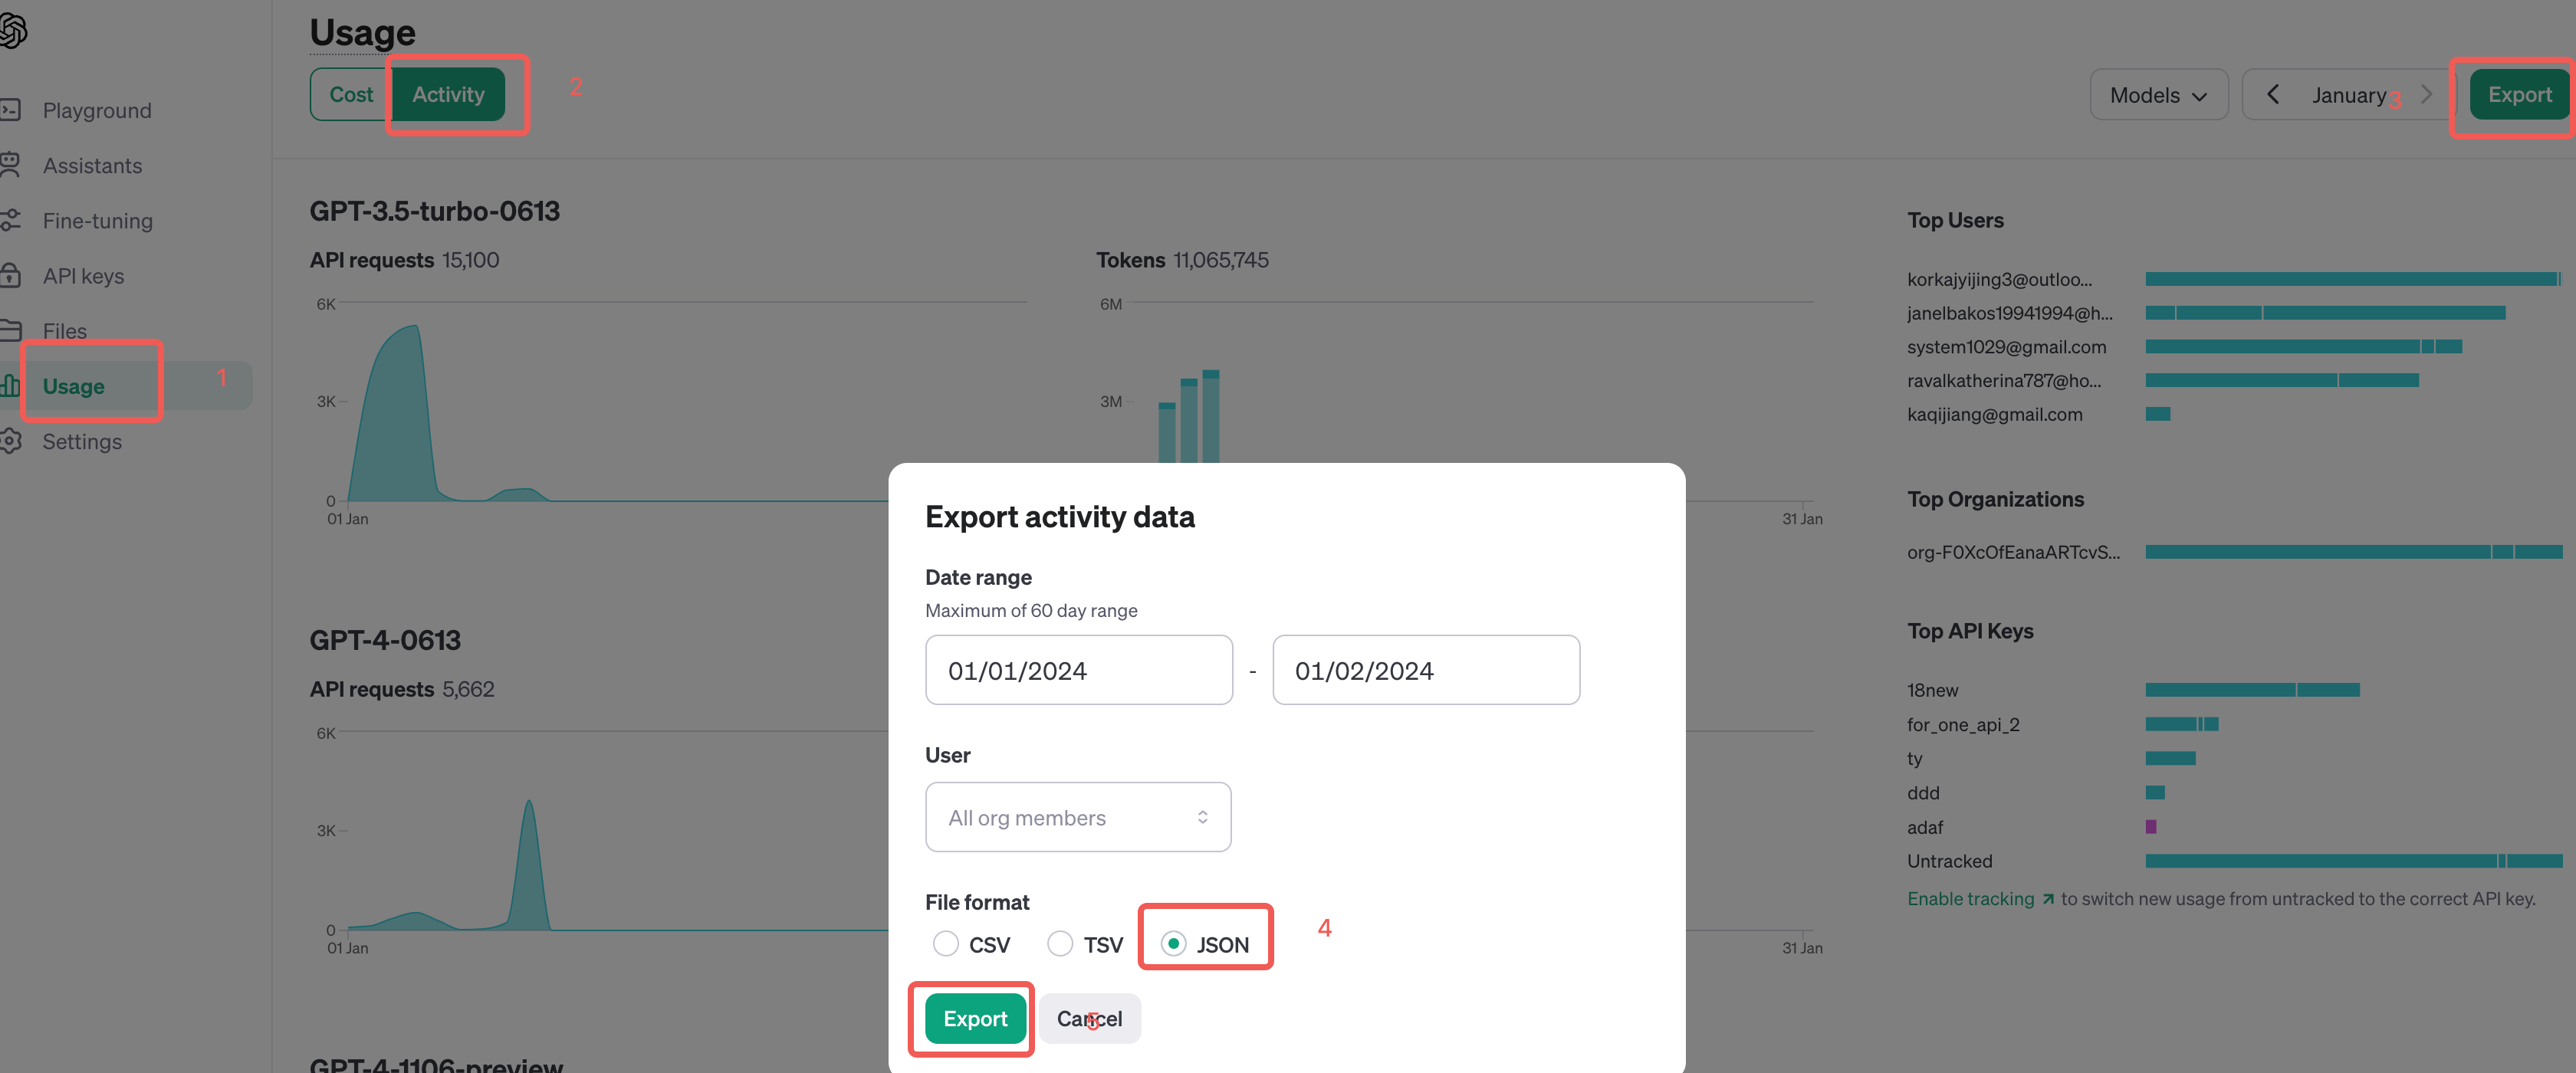 Usage
Cost
Activity
2
Models
January
3
Export
Playground
Assistants
Fine-tuning
API keys
Files
Usage
1
Settings
GPT-3.5-turbo-0613
API requests 15,100
6K
3K
0
01 Jan
Tokens 11,065,745
6M
3M
31 Jan
GPT-4-0613
API requests 5,662
6K
3K
0
01 Jan
31 Jan
GPT-4-1106-preview
Export activity data
Date range
Maximum of 60 day range
01/01/2024 - 01/02/2024
User
All org members
File format
CSV
TSV
JSON
4
Export
Cancel
5
Top Users
korkajyijing3@outloo...
janelbakos19941994@h...
system1029@gmail.com
ravalkatherina787@ho...
kaqijiang@gmail.com
Top Organizations
org-F0XcOfEanaARTcvS...
Top API Keys
18new
for_one_api_2
ty
ddd
adaf
Untracked
Enable tracking to switch new usage from untracked to the correct API key.